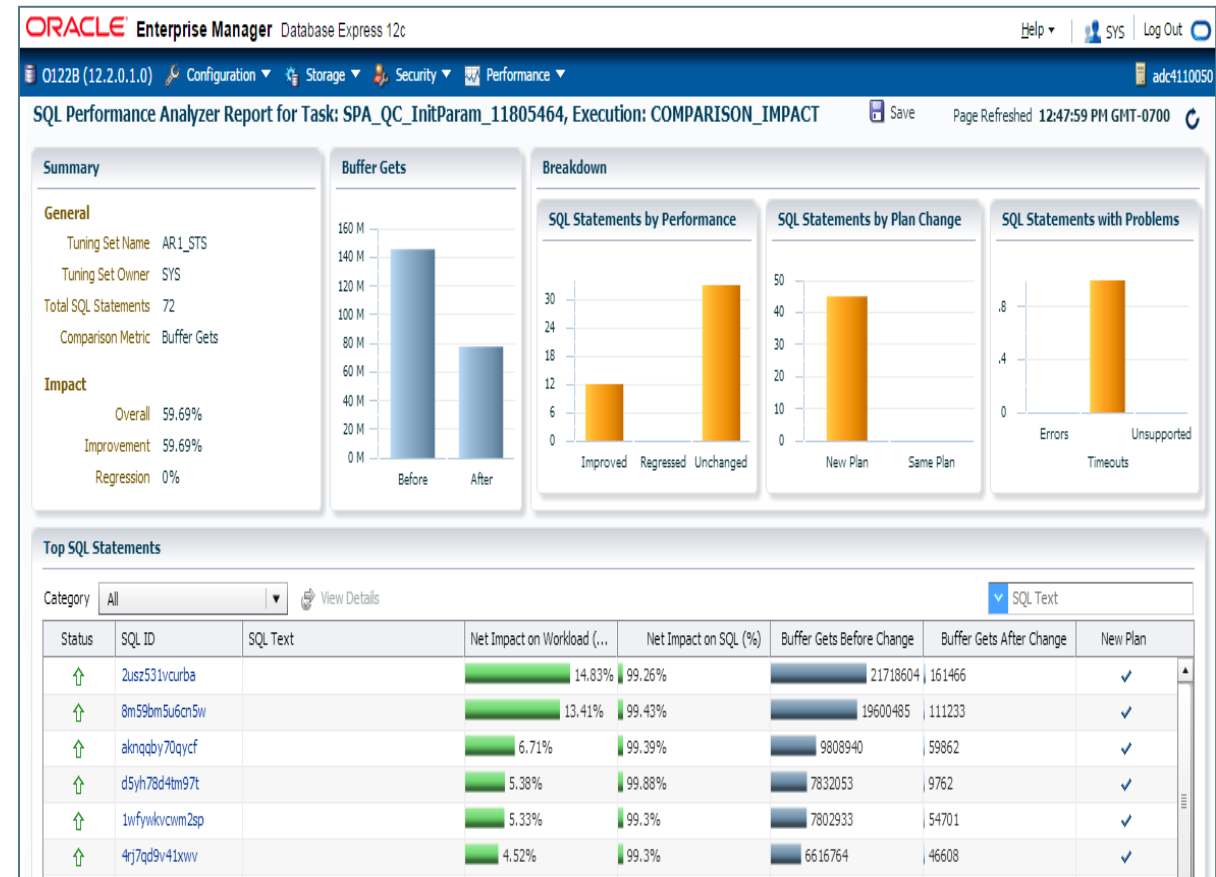 ORACLE Enterprise Manager Database Express 12c
Help SYS Log Out
O122B (12.2.0.1.0) Configuration Storage Security Performance adc4110050
SQL Performance Analyzer Report for Task: SPA_QC_InitParam_11805464, Execution: COMPARISON_IMPACT Save Page Refreshed 12:47:59 PM GMT-0700
Summary
General
Tuning Set Name AR1_STS
Tuning Set Owner SYS
Total SQL Statements 72
Comparison Metric Buffer Gets
Impact
Overall 59.69%
Improvement 59.69%
Regression 0%
Buffer Gets
160 M
140 M
120 M
100 M
80 M
60 M
40 M
20 M
0 M
Before After
Breakdown
SQL Statements by Performance
30
24
18
12
6
0
Improved Regressed Unchanged
SQL Statements by Plan Change
50
40
30
20
10
0
New Plan Same Plan
SQL Statements with Problems
.8
.4
0
Errors Unsupported
Timeouts
Top SQL Statements
Category All View Details SQL Text
Status SQL ID SQL Text Net Impact on Workload (... Net Impact on SQL (%) Buffer Gets Before Change Buffer Gets After Change New Plan
2usz531vcurba 14.83% 99.26% 21718604 161466
8m59bm5u6cn5w 13.41% 99.43% 19600485 111233
aknqqby70qycf 6.71% 99.39% 9808940 59862
d5yh78d4tm97t 5.38% 99.88% 7832053 9762
1wfywkvcwm2sp 5.33% 99.3% 7802933 54701
4rj7qd9v41xwv 4.52% 99.3% 6616764 46608